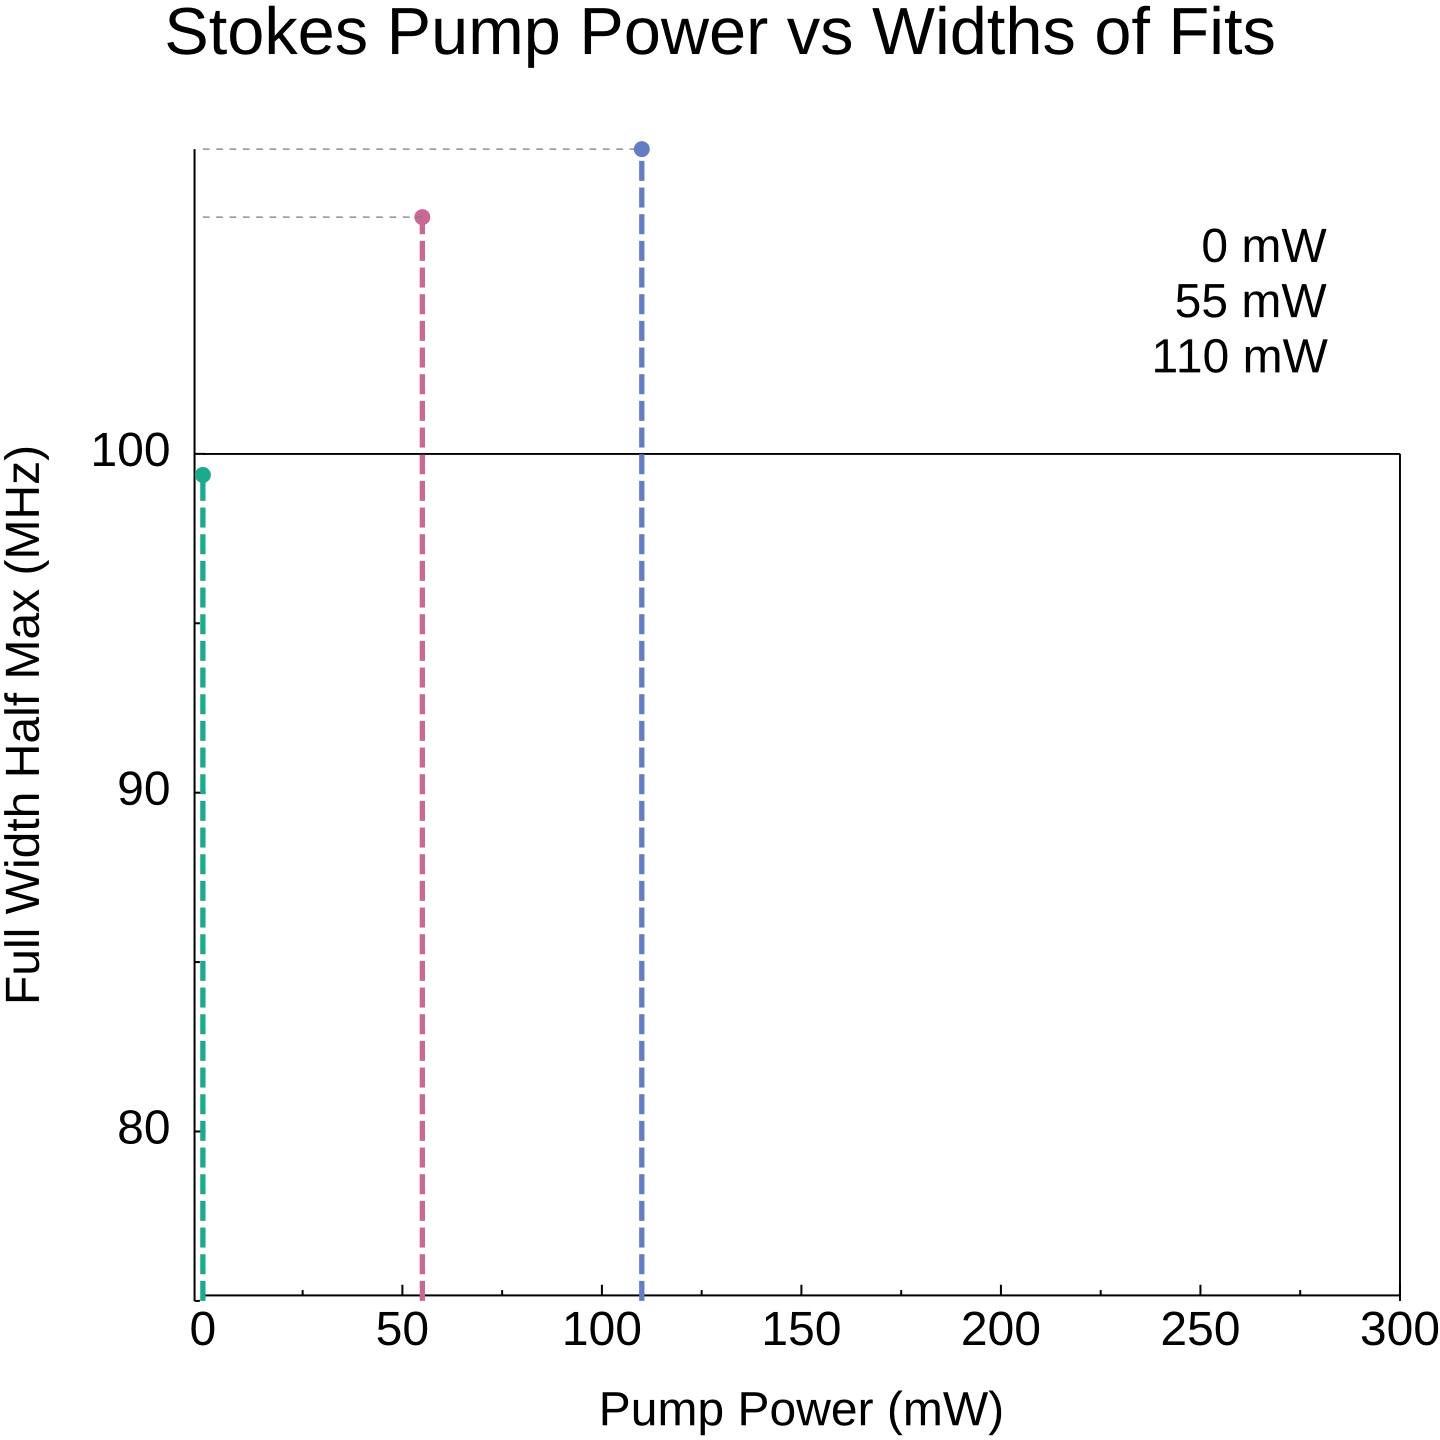 Stokes Pump Power vs Widths of Fits
0 mW
55 mW
110 mW
Full Width Half Max (MHz)
100
90
80
0 50 100 150 200 250 300
Pump Power (mW)